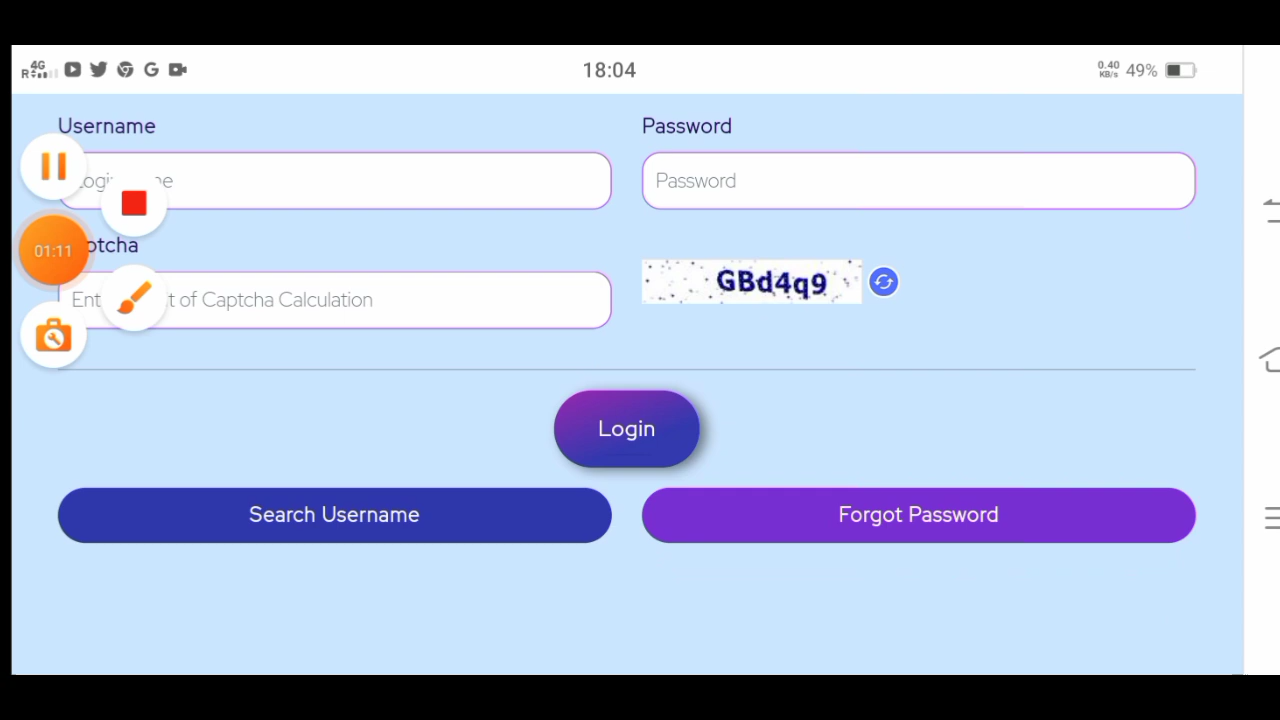 4G
R
18:04
0.40
KB/s
49%
Username
Password
Password
01:11
GBd4q9
of Captcha Calculation
Login
Search Username
Forgot Password